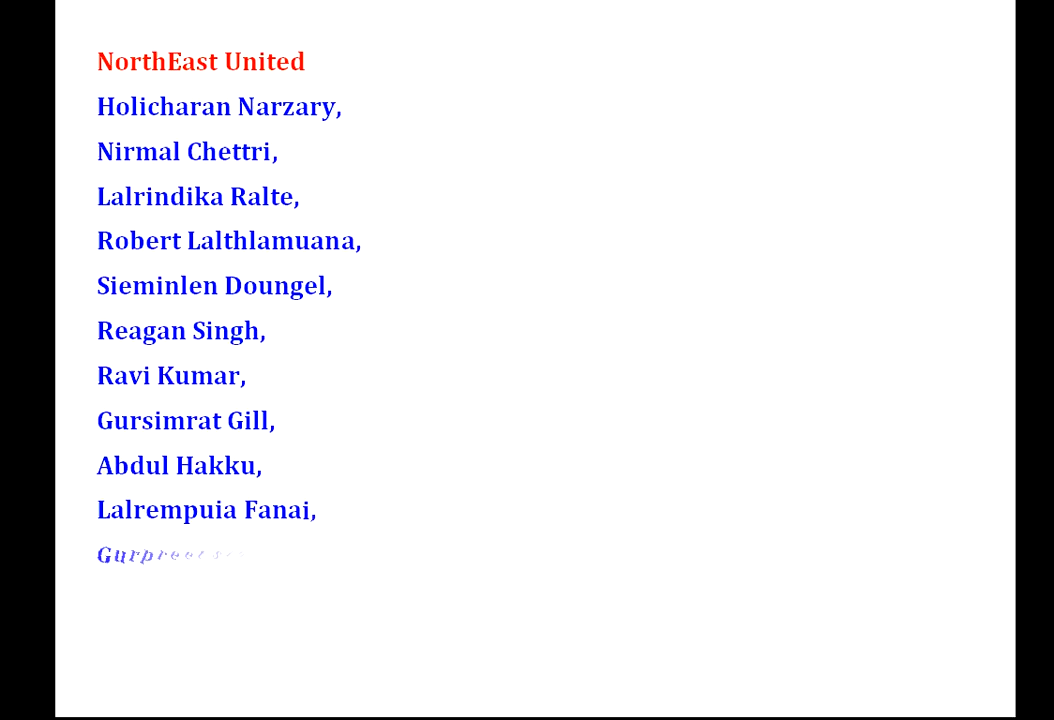 NorthEast United
Holicharan Narzary,
Nirmal Chettri,
Lalrindika Ralte,
Robert Lalthlamuana,
Sieminlen Doungel,
Reagan Singh,
Ravi Kumar,
Gursimrat Gill,
Abdul Hakku,
Lalrempuia Fanai,
Gurpreet